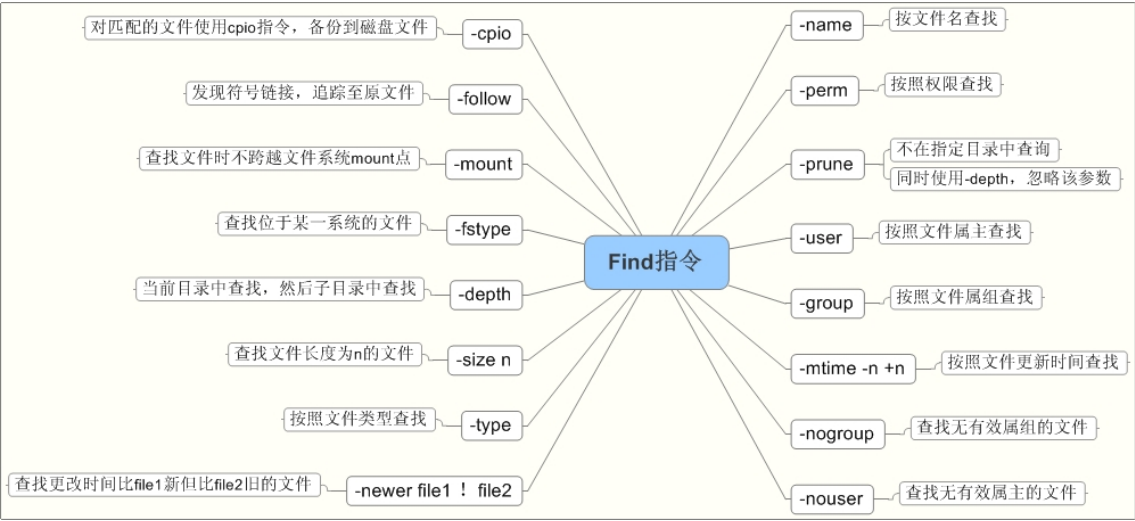 Find指令
对匹配的文件使用cpio指令，备份到磁盘文件
-cpio
发现符号链接，追踪至原文件
-follow
查找文件时不跨越文件系统mount点
-mount
查找位于某一系统的文件
-fstype
当前目录中查找，然后子目录中查找
-depth
查找文件长度为n的文件
-size n
按照文件类型查找
-type
查找更改时间比file1新但比file2旧的文件
-newer file1 ！ file2
-name
按文件名查找
-perm
按照权限查找
-prune
不在指定目录中查询
同时使用-depth，忽略该参数
-user
按照文件属主查找
-group
按照文件属组查找
-mtime -n +n
按照文件更新时间查找
-nogroup
查找无有效属组的文件
-nouser
查找无有效属主的文件